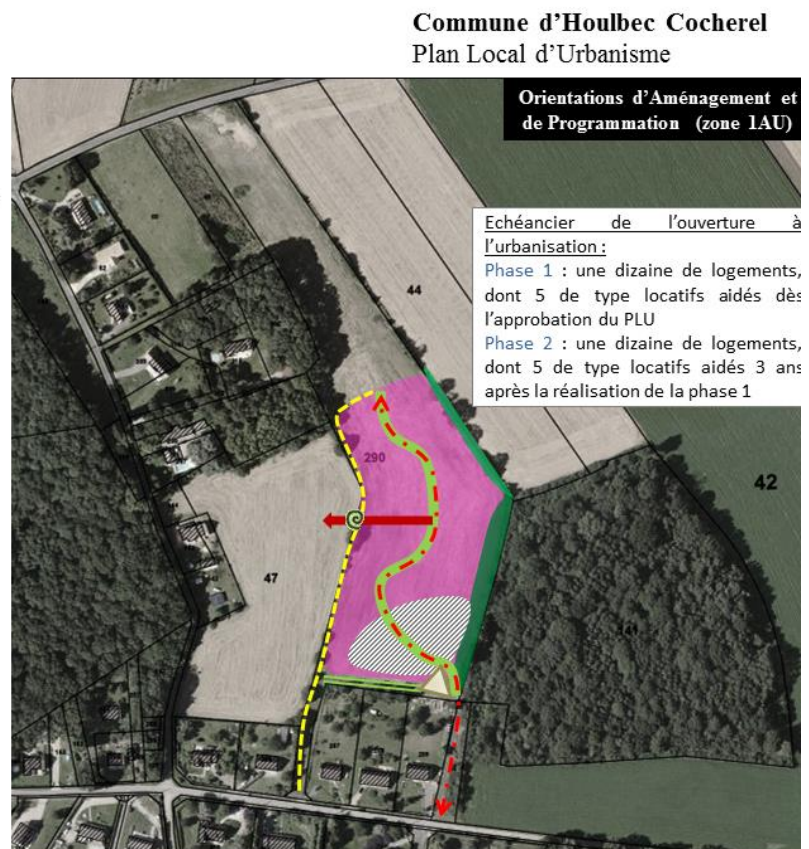 Commune d'Houlbec Cocherel
Plan Local d'Urbanisme
Orientations d'Aménagement et
de Programmation (zone 1AU)
Echéancier de l'ouverture à
l'urbanisation :
Phase 1 : une dizaine de logements,
dont 5 de type locatifs aidés dès
l'approbation du PLU
Phase 2 : une dizaine de logements,
dont 5 de type locatifs aidés 3 ans
après la réalisation de la phase 1
44
290
42
47